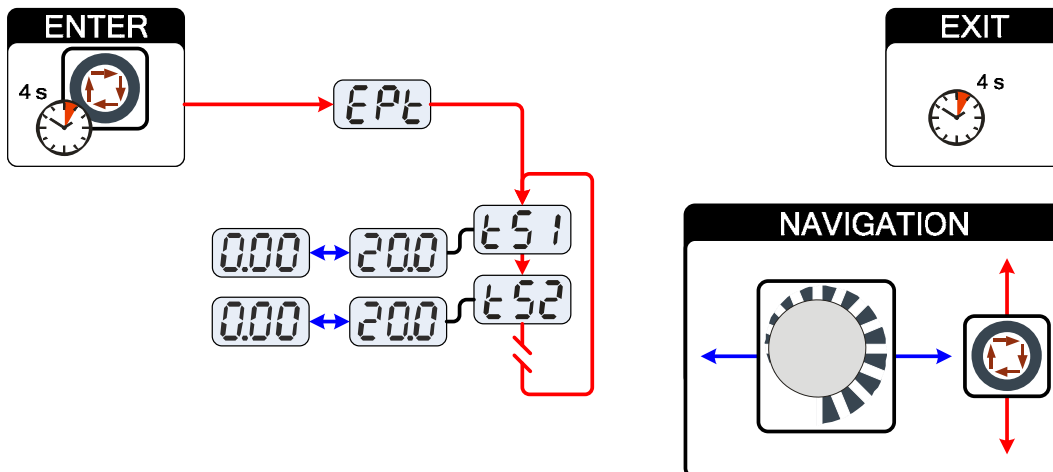 ENTER
4 s
EXIT
4 s
EPt
tS1
0.00
20.0
tS2
0.00
20.0
NAVIGATION